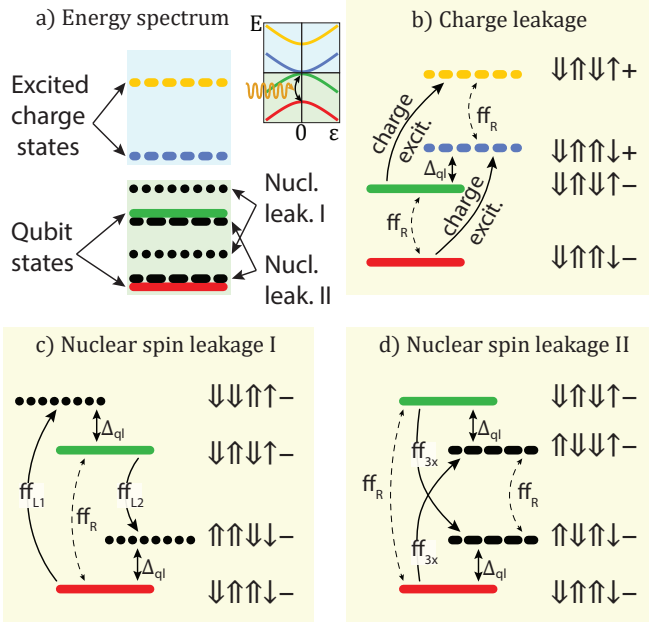 a) Energy spectrum
E
0
ε
Excited
charge
states
Qubit
states
Nucl.
leak. I
Nucl.
leak. II
b) Charge leakage
⇓⇑⇓↑+
charge
excit.
ff_R
⇓⇑⇑↓+
Δ_ql
⇓⇑⇓↑−
ff_R
charge
excit.
⇓⇑⇑↓−
c) Nuclear spin leakage I
⇓⇓⇑↑−
Δ_ql
⇓⇑⇓↑−
ff_L1
ff_R
ff_L2
⇑⇑⇓↓−
Δ_ql
⇓⇑⇑↓−
d) Nuclear spin leakage II
⇓⇑⇓↑−
Δ_ql
⇑⇓⇓↑−
ff_3x
ff_R
ff_R
ff_3x
⇑⇓⇑↓−
Δ_ql
⇓⇑⇑↓−